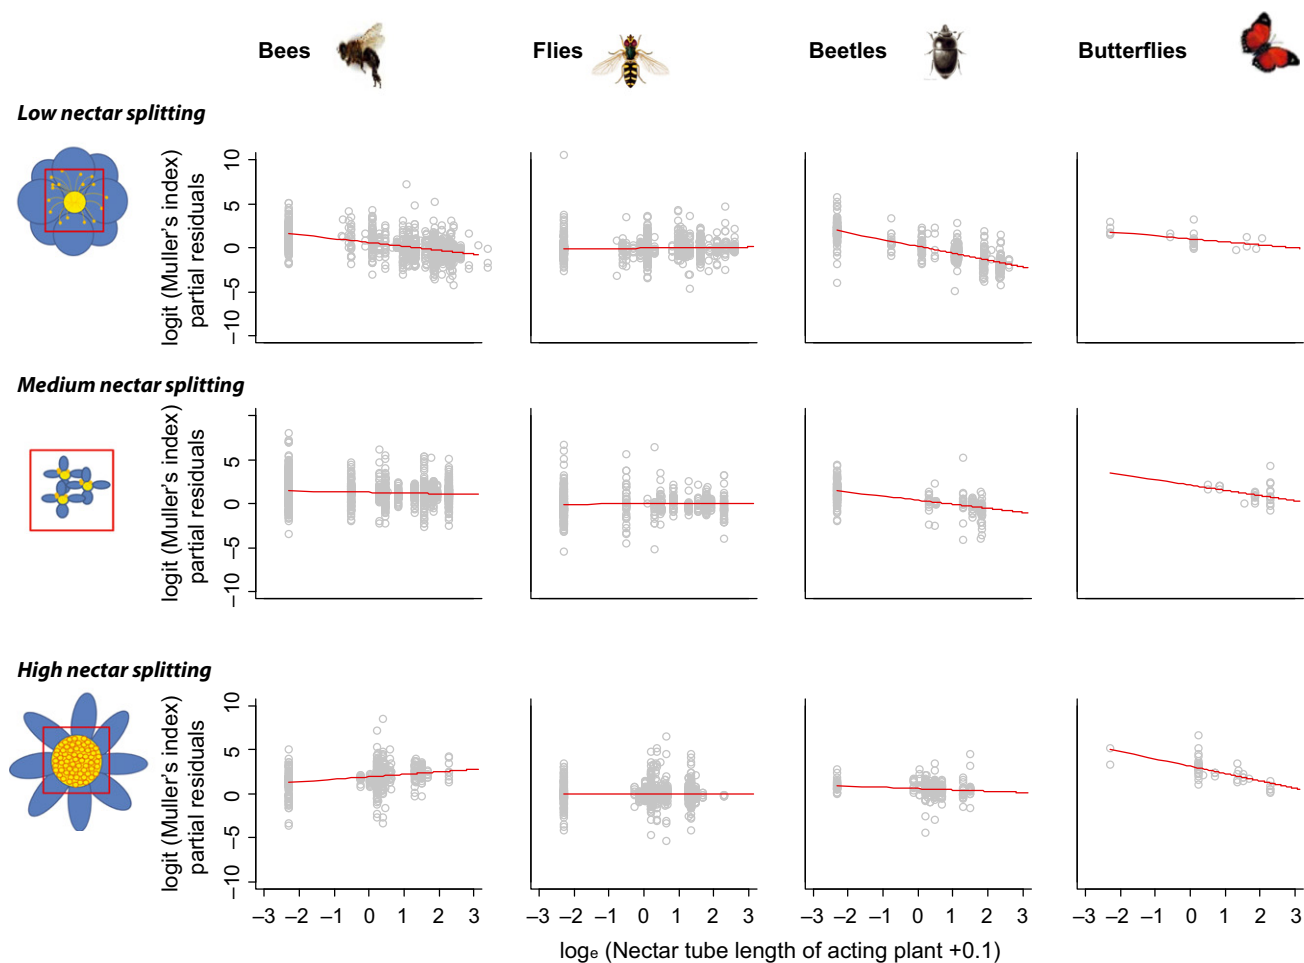 Bees Flies Beetles Butterflies
Low nectar splitting
logit (Muller's index)
partial residuals
10
5
0
–5
–10
Medium nectar splitting
logit (Muller's index)
partial residuals
5
0
–5
–10
High nectar splitting
logit (Muller's index)
partial residuals
10
5
0
–5
–10
–3 –2 –1 0 1 2 3 –3 –2 –1 0 1 2 3 –3 –2 –1 0 1 2 3 –3 –2 –1 0 1 2 3
logₑ (Nectar tube length of acting plant +0.1)